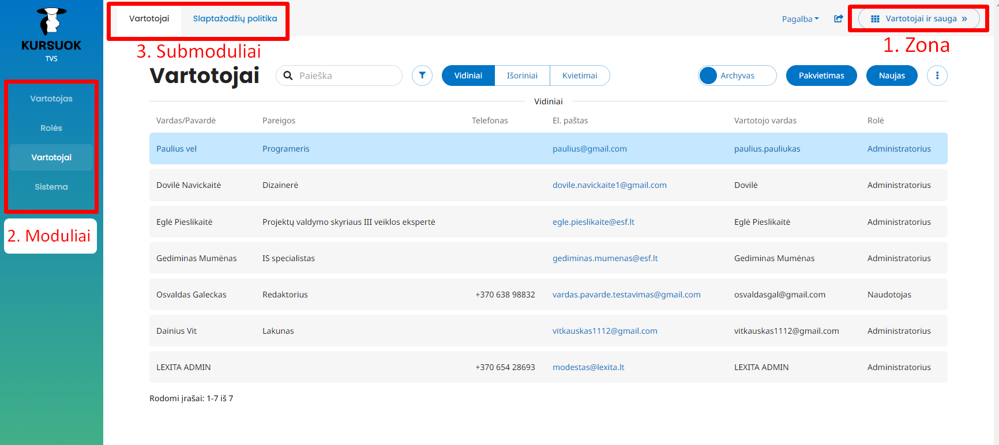 KURSUOK
TVS
Vartotojai Slaptažodžių politika Pagalba Vartotojai ir sauga »
1. Zona
3. Submoduliai
Vartotojai Paieška Vidiniai Išoriniai Kvietimai Archyvas Pakvietimas Naujas
Vartotojas
Rolės
Vartotojai
Sistema
2. Moduliai
Vidiniai
Vardas/Pavardė Pareigos Telefonas El. paštas Vartotojo vardas Rolė
Paulius vel Programeris paulius@gmail.com paulius.pauliukas Administratorius
Dovilė Navickaitė Dizainerė dovile.navickaite1@gmail.com Dovilė Administratorius
Eglė Pieslikaitė Projektų valdymo skyriaus III veiklos ekspertė egle.pieslikaite@esf.lt Eglė Pieslikaitė Administratorius
Gediminas Mumėnas IS specialistas gediminas.mumenas@esf.lt Gediminas Mumėnas Administratorius
Osvaldas Galeckas Redaktorius +370 638 98832 vardas.pavarde.testavimas@gmail.com osvaldasgal@gmail.com Naudotojas
Dainius Vit Lakunas vitkauskas1112@gmail.com vitkauskas1112@gmail.com Administratorius
LEXITA ADMIN +370 654 28693 modestas@lexita.lt LEXITA ADMIN Administratorius
Rodomi įrašai: 1-7 iš 7